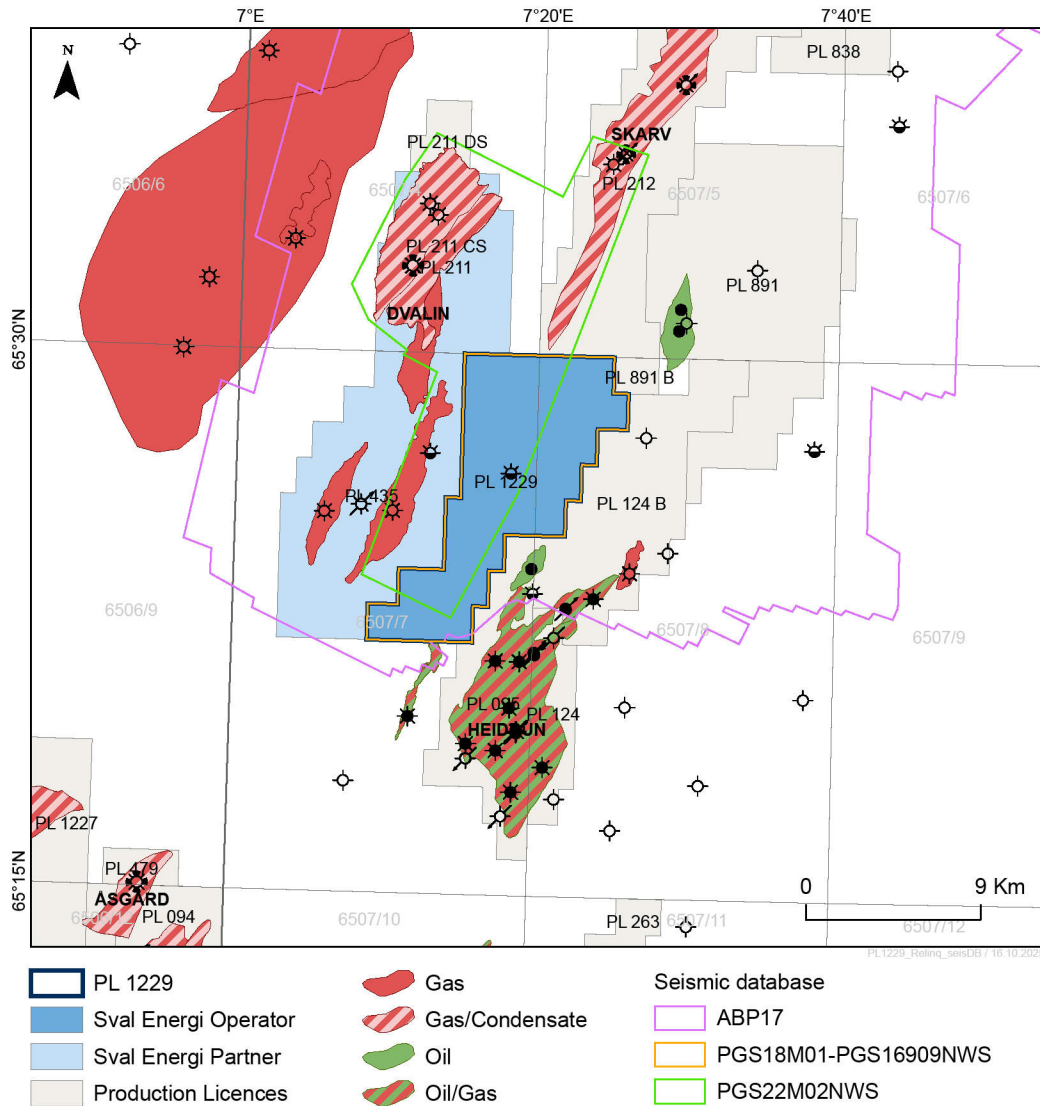 7°E
7°20'E
7°40'E
N
PL 838
SKARV
PL 211 DS
PL 212
6506/6
6507/5
6507/6
PL 211 CS
PL 211
PL 891
DVALIN
65°30'N
PL 891 B
PL 1229
PL 435
PL 124 B
6506/9
6507/7
6507/8
6507/9
PL 124
HEIDRUN
PL 1227
65°15'N
PL 479
ÅSGARD
PL 094
0
9 Km
6507/10
PL 263
6507/11
6507/12
PL 1229
Sval Energi Operator
Sval Energi Partner
Production Licences
Gas
Gas/Condensate
Oil
Oil/Gas
Seismic database
ABP17
PGS18M01-PGS16909NWS
PGS22M02NWS